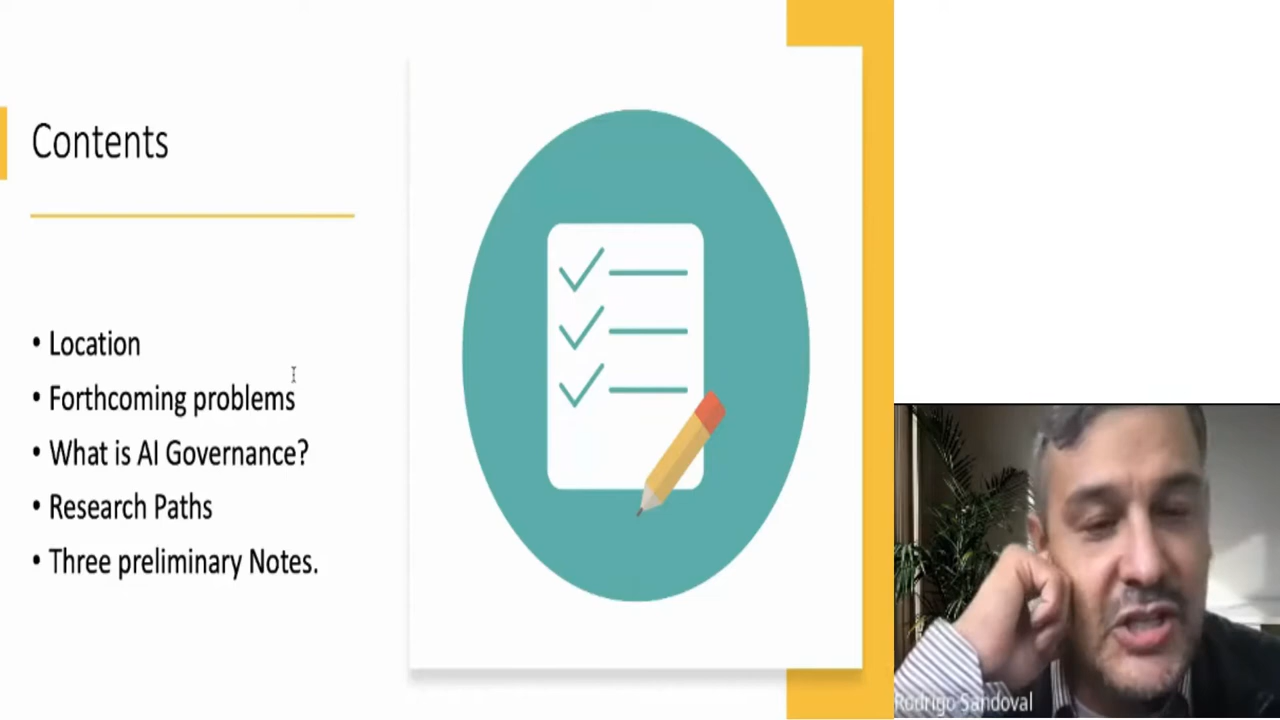 Contents
• Location
• Forthcoming problems
• What is AI Governance?
• Research Paths
• Three preliminary Notes.
Rodrigo Sandoval